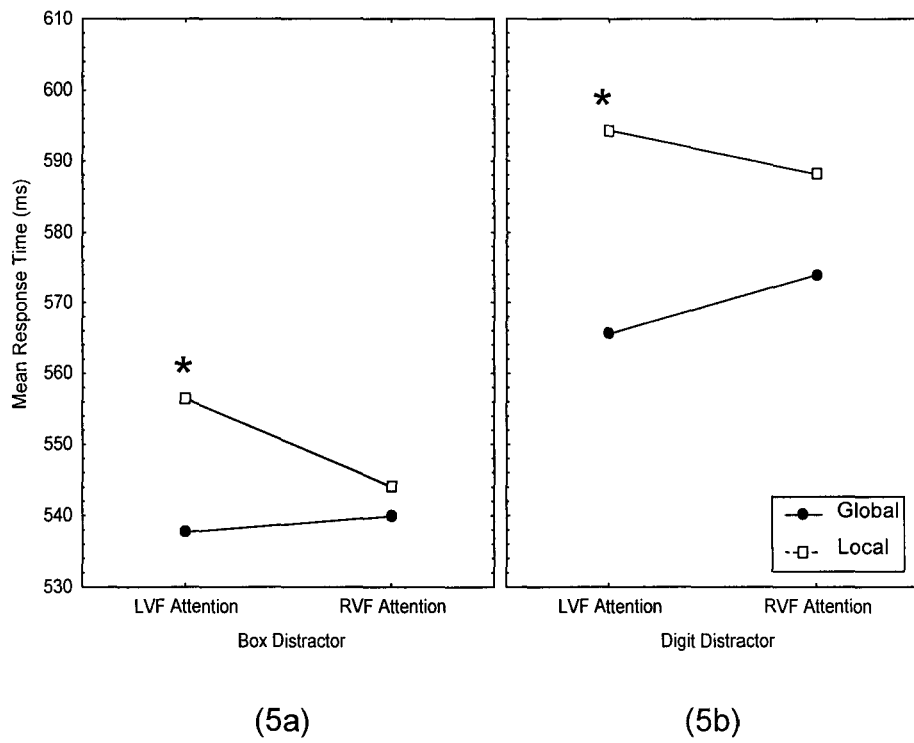 610
600
590
580
570
560
550
540
530
Mean Response Time (ms)
*
*
Global
Local
LVF Attention RVF Attention LVF Attention RVF Attention
Box Distractor Digit Distractor
(5a) (5b)